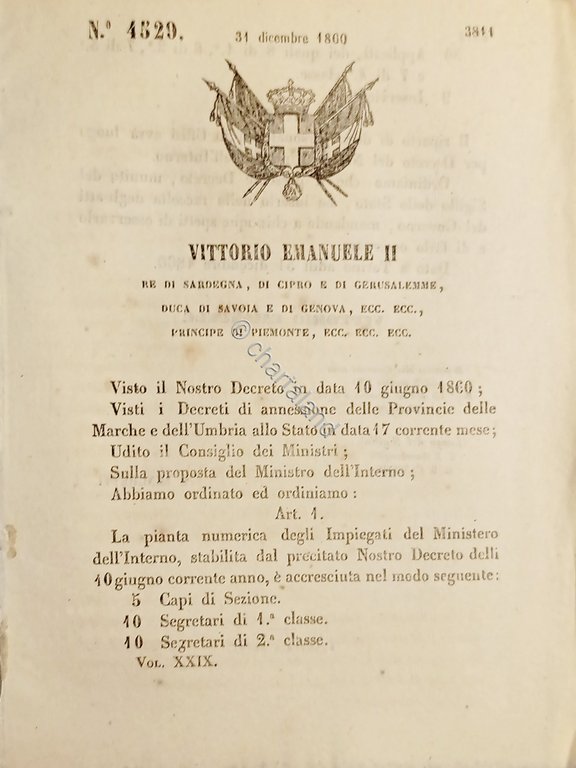 N.º 4529.
31 dicembre 1860
3811
VITTORIO EMANUELE II
RE DI SARDEGNA, DI CIPRO E DI GERUSALEMME,
DUCA DI SAVOIA E DI GENOVA, ECC. ECC.,
PRINCIPE DI PIEMONTE, ECC. ECC. ECC.
© chartaland
Visto il Nostro Decreto in data 10 giugno 1860;
Visti i Decreti di annessione delle Provincie delle
Marche e dell'Umbria allo Stato in data 17 corrente mese;
Udito il Consiglio dei Ministri;
Sulla proposta del Ministro dell'Interno;
Abbiamo ordinato ed ordiniamo:
Art. 1.
La pianta numerica degli Impiegati del Ministero
dell'Interno, stabilita dal precitato Nostro Decreto delli
10 giugno corrente anno, è accresciuta nel modo seguente:
5 Capi di Sezione.
10 Segretari di 1.ª classe.
10 Segretari di 2.ª classe.
VOL. XXIX.